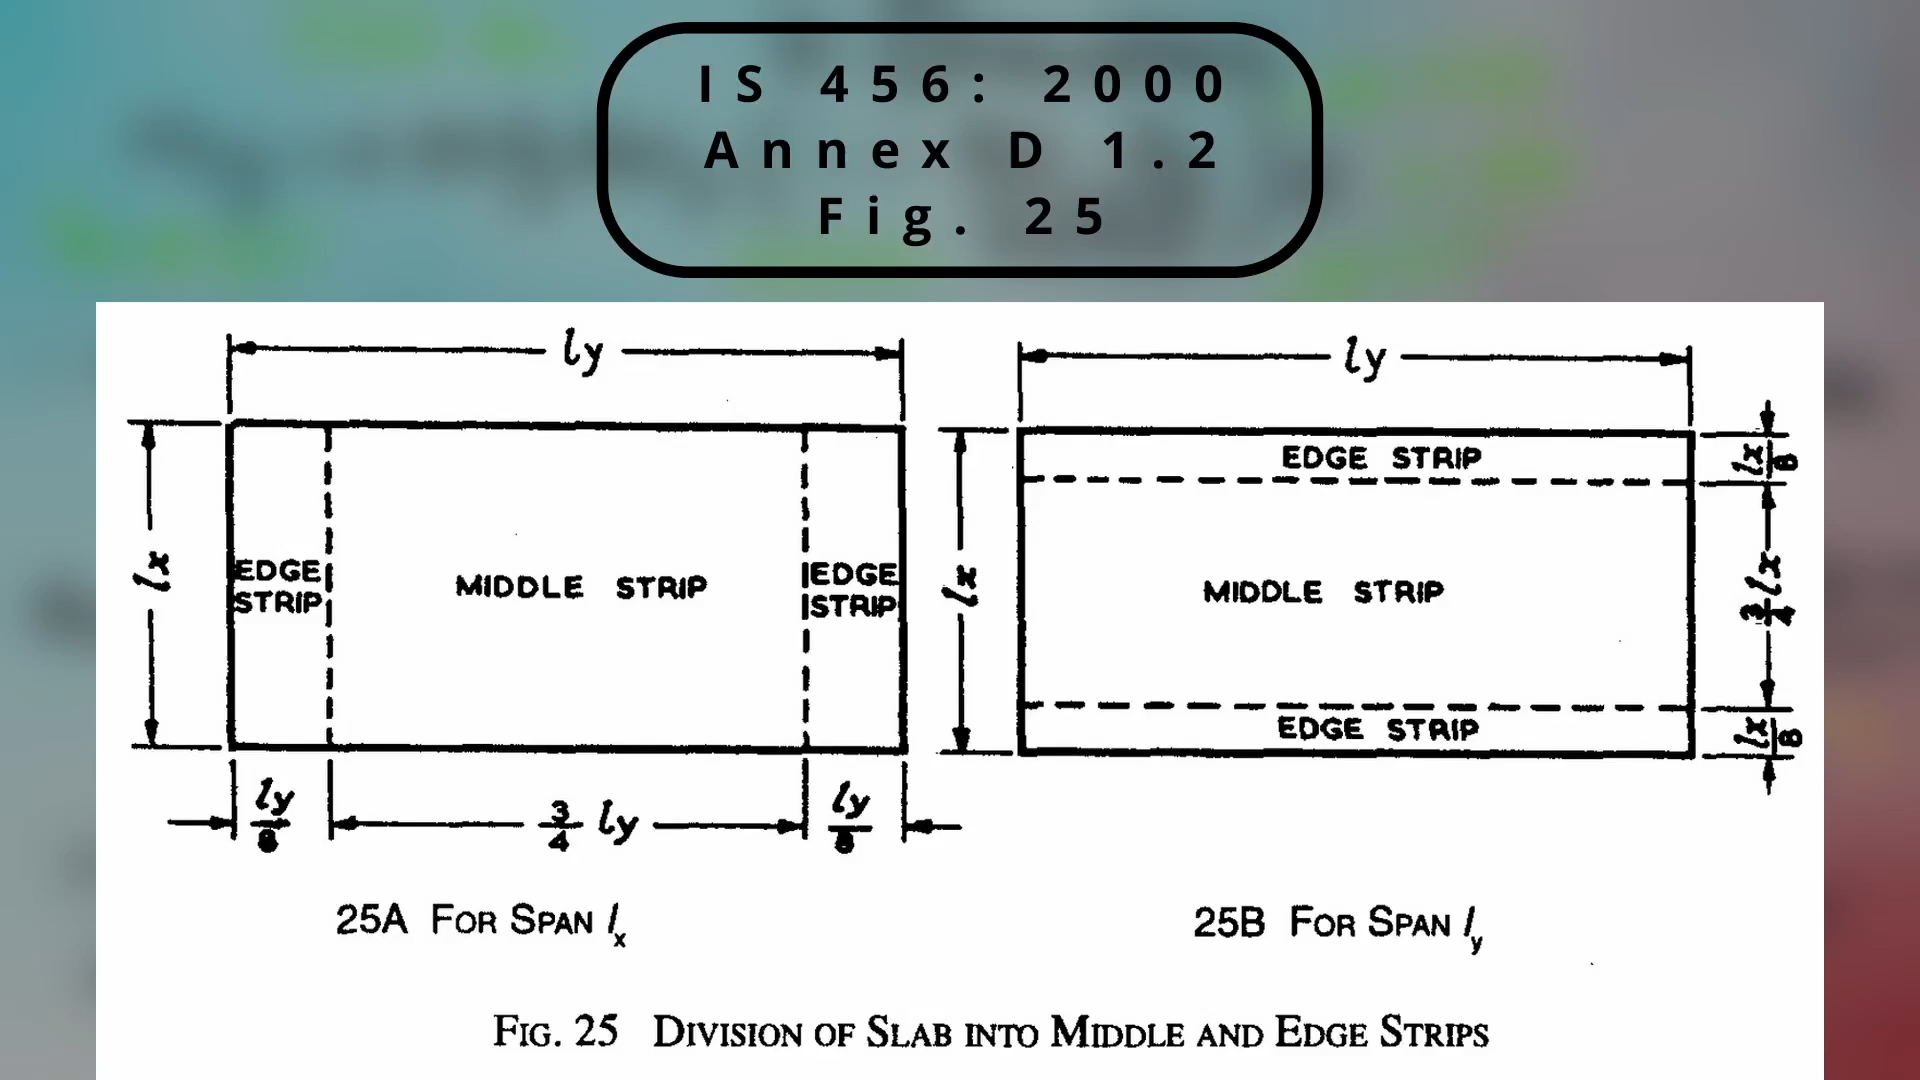 IS 456: 2000
Annex D 1.2
Fig. 25
ly
ly
lx
EDGE STRIP
MIDDLE STRIP
EDGE STRIP
ly/8
3/4 ly
ly/8
lx
EDGE STRIP
MIDDLE STRIP
EDGE STRIP
lx/8
3/4 lx
lx/8
25A FOR SPAN lx
25B FOR SPAN ly
FIG. 25 DIVISION OF SLAB INTO MIDDLE AND EDGE STRIPS